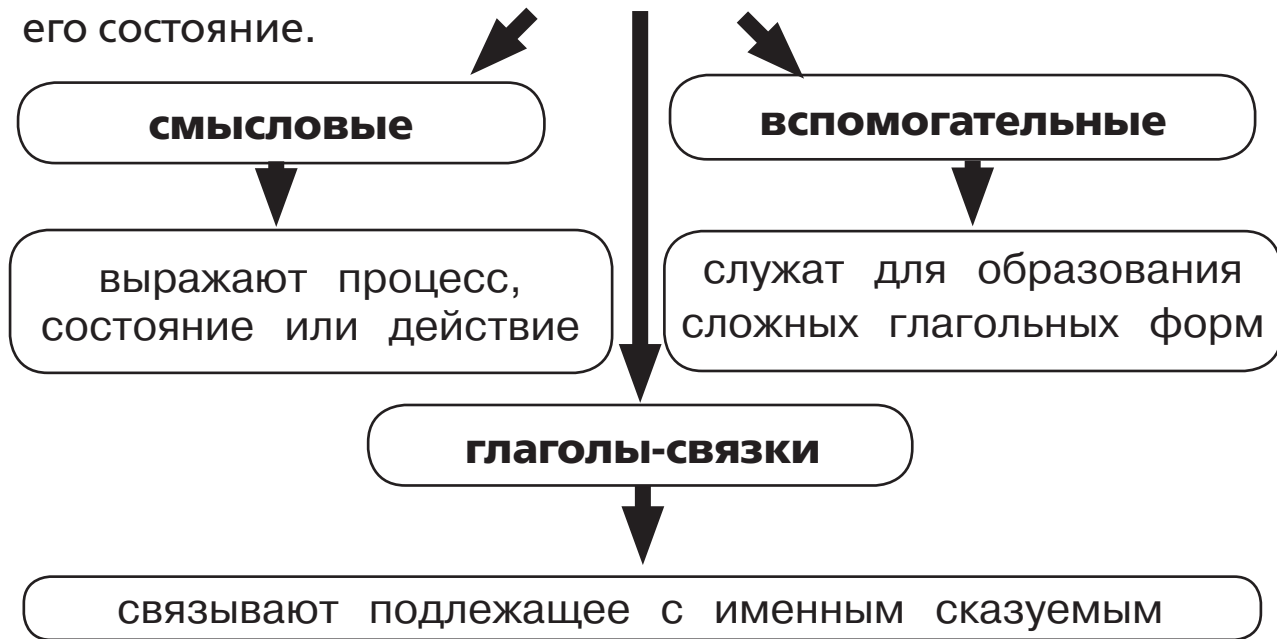 его состояние.
смысловые
вспомогательные
выражают процесс,
состояние или действие
служат для образования
сложных глагольных форм
глаголы-связки
связывают подлежащее с именным сказуемым